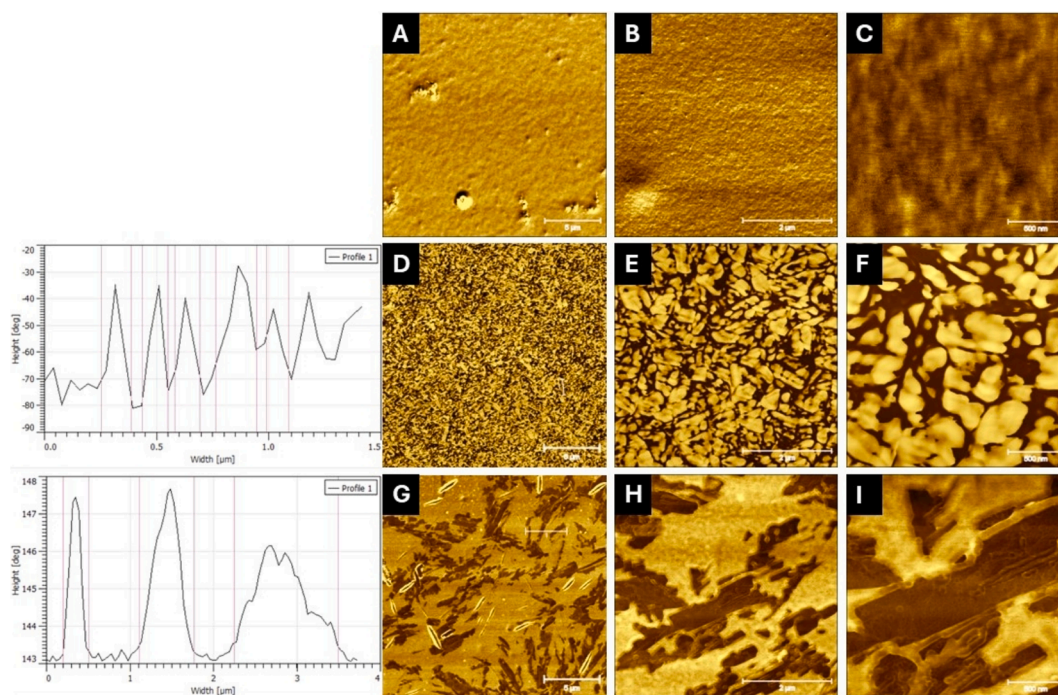 A
B
C
5 µm
2 µm
500 nm
-20
-30
-40
-50
-60
-70
-80
-90
Height [deg]
Profile 1
0.0
0.5
1.0
1.5
Width [µm]
D
E
F
5 µm
2 µm
500 nm
148
147
146
145
144
143
Height [deg]
Profile 1
0
1
2
3
4
Width [µm]
G
H
I
5 µm
2 µm
500 nm